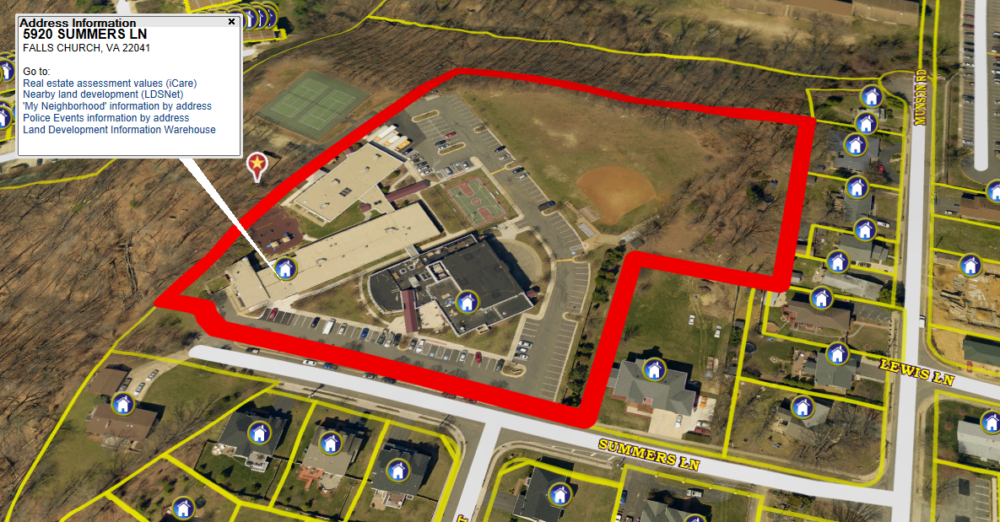 Address Information
5920 SUMMERS LN
FALLS CHURCH, VA 22041
Go to:
Real estate assessment values (iCare)
Nearby land development (LDSNet)
'My Neighborhood' information by address
Police Events information by address
Land Development Information Warehouse
MUNSON RD
LEWIS LN
SUMMERS LN